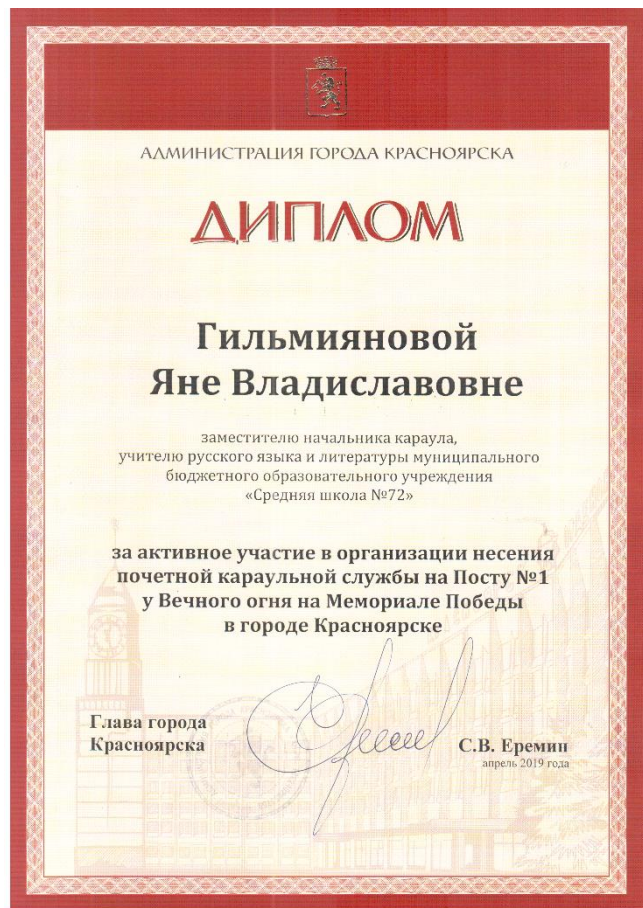 АДМИНИСТРАЦИЯ ГОРОДА КРАСНОЯРСКА
ДИПЛОМ
Гильмияновой
Яне Владиславовне
заместителю начальника караула,
учителю русского языка и литературы муниципального
бюджетного образовательного учреждения
«Средняя школа №72»
за активное участие в организации несения
почетной караульной службы на Посту №1
у Вечного огня на Мемориале Победы
в городе Красноярске
Глава города
Красноярска
С.В. Еремин
апрель 2019 года